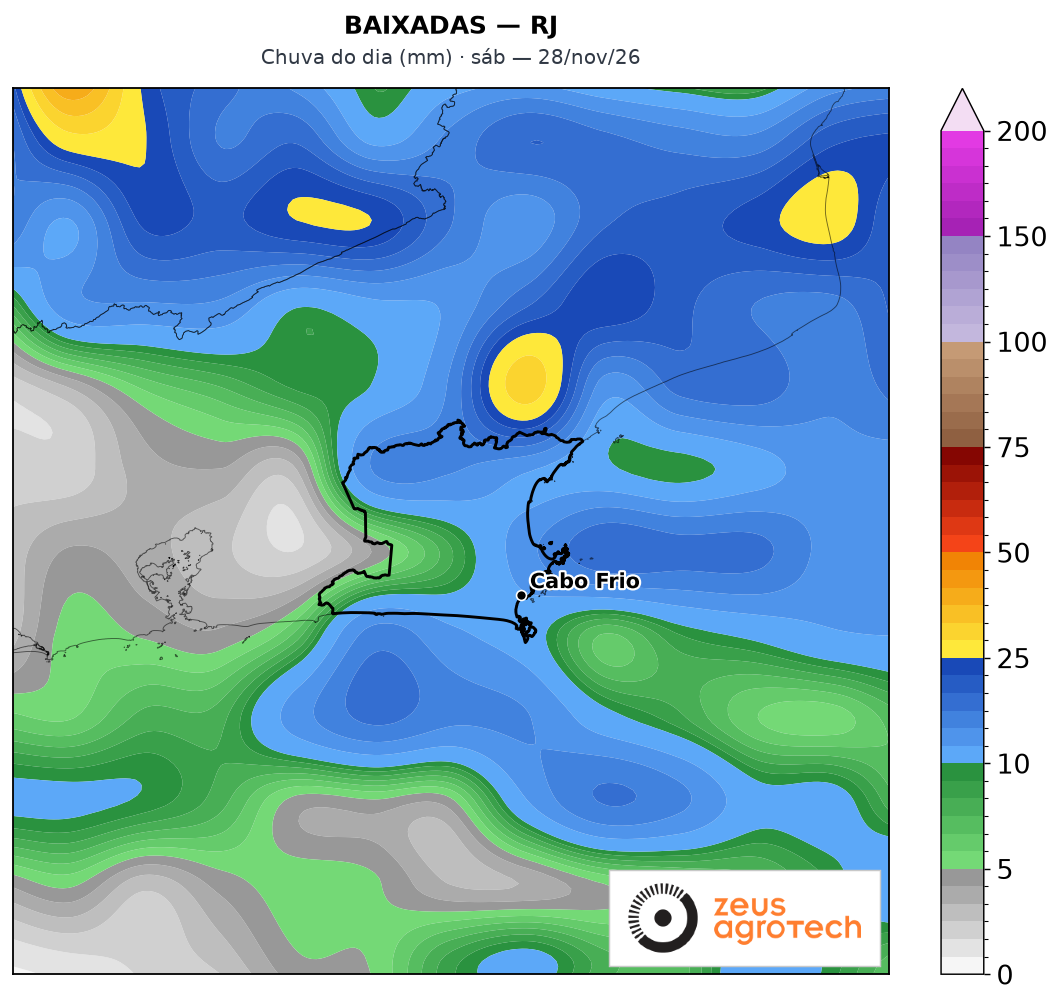 BAIXADAS — RJ
Chuva do dia (mm) · sáb — 28/nov/26
200
150
100
75
50
25
10
5
0
Cabo Frio
zeus
agrotech